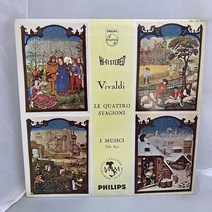 PHILIPS
HI-FI STEREO
Vivaldi
LE QUATTRO
STAGIONI
I MUSICI
PHILIPS